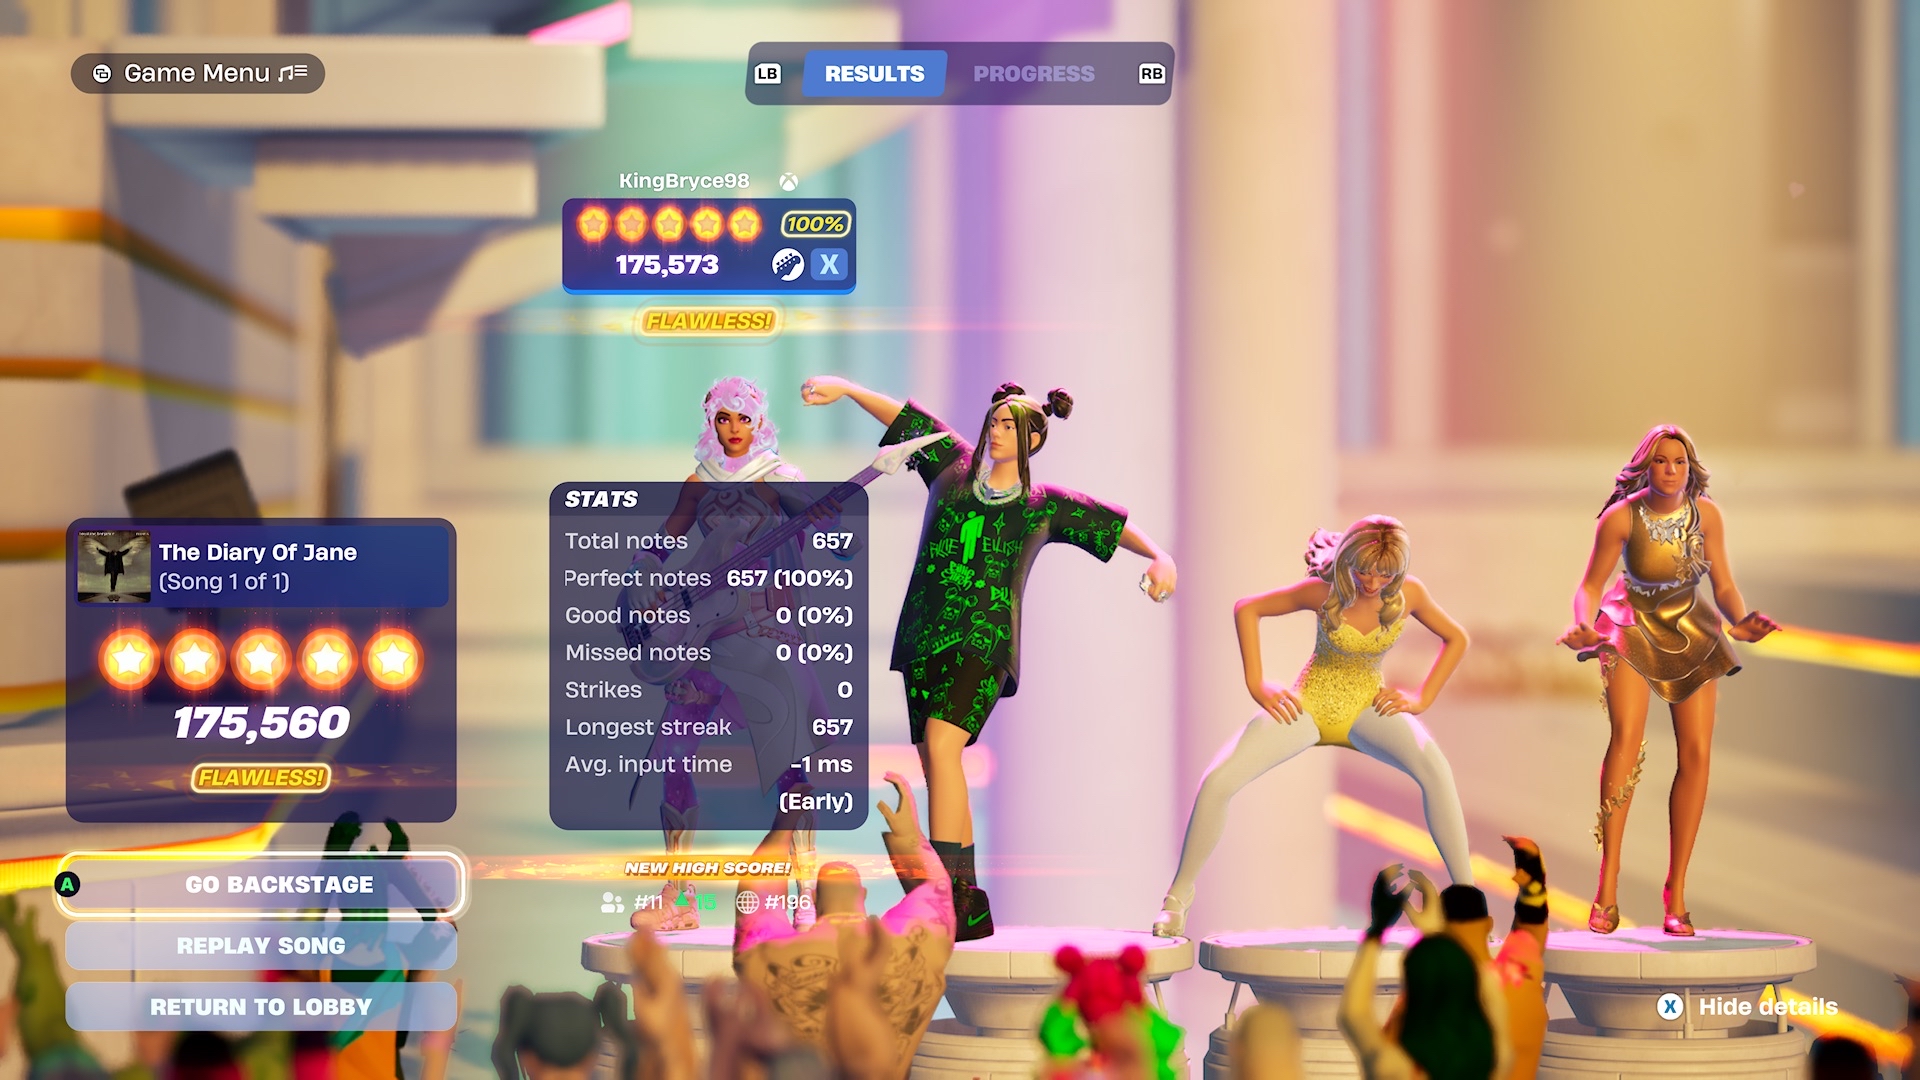 Game Menu
LB RESULTS PROGRESS RB
KingBryce98
100%
175,573 X
FLAWLESS!
STATS
Total notes 657
Perfect notes 657 (100%)
Good notes 0 (0%)
Missed notes 0 (0%)
Strikes 0
Longest streak 657
Avg. input time -1 ms
(Early)
NEW HIGH SCORE!
#11 15 #196
The Diary Of Jane
(Song 1 of 1)
175,560
FLAWLESS!
A GO BACKSTAGE
REPLAY SONG
RETURN TO LOBBY
BILLIE EILISH
X Hide details